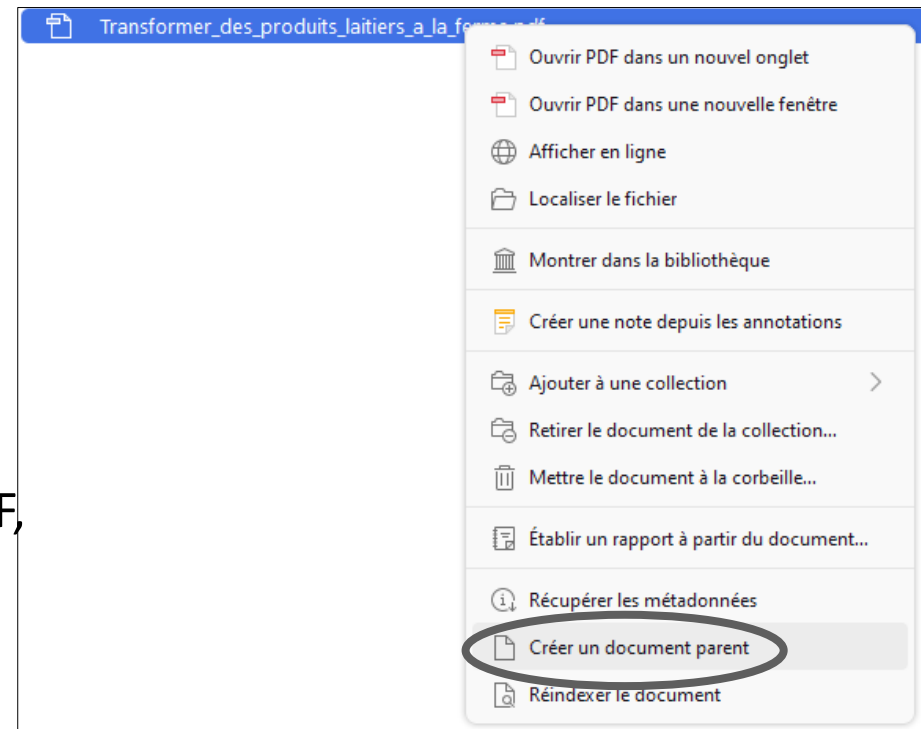 Transformer_des_produits_laitiers_a_la_ferme.pdf
Ouvrir PDF dans un nouvel onglet
Ouvrir PDF dans une nouvelle fenêtre
Afficher en ligne
Localiser le fichier
Montrer dans la bibliothèque
Créer une note depuis les annotations
Ajouter à une collection
Retirer le document de la collection...
Mettre le document à la corbeille...
F,
Établir un rapport à partir du document...
Récupérer les métadonnées
Créer un document parent
Réindexer le document